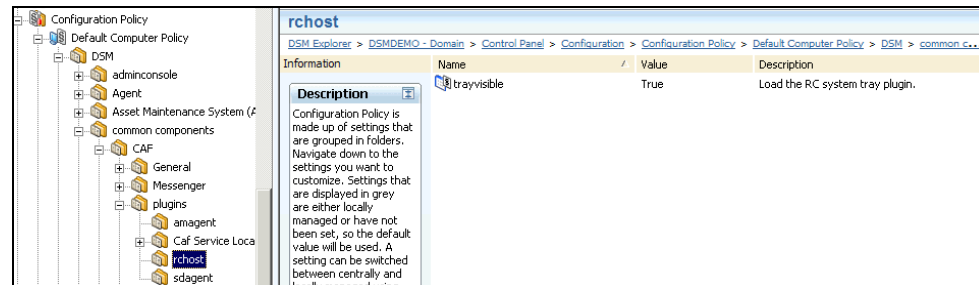 Configuration Policy
Default Computer Policy
DSM
adminconsole
Agent
Asset Maintenance System (A
common components
CAF
General
Messenger
plugins
amagent
Caf Service Loca
rchost
sdagent
rchost
DSM Explorer > DSMDEMO - Domain > Control Panel > Configuration > Configuration Policy > Default Computer Policy > DSM > common c...
Information Name / Value Description
trayvisible True Load the RC system tray plugin.
Description
Configuration Policy is
made up of settings that
are grouped in folders.
Navigate down to the
settings you want to
customize. Settings that
are displayed in grey
are either locally
managed or have not
been set, so the default
value will be used. A
setting can be switched
between centrally and